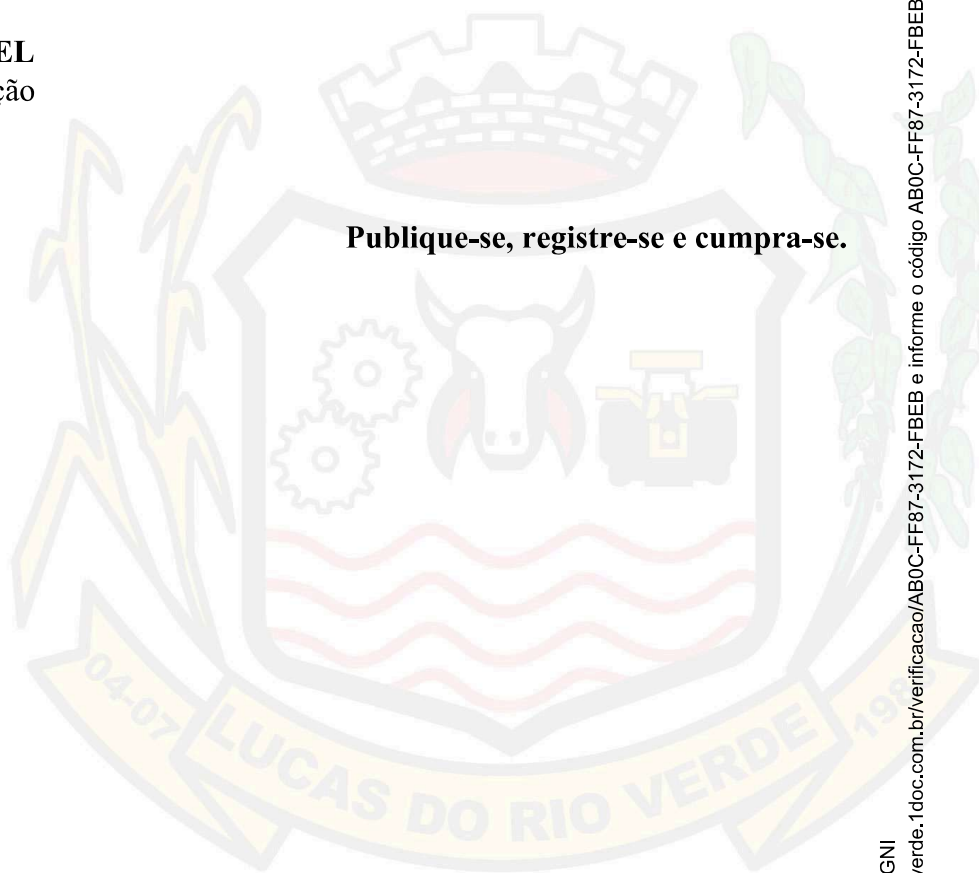 EL
ção
Publique-se, registre-se e cumpra-se.
04-07
LUCAS DO RIO VERDE
1988
GNI
verde.1doc.com.br/verificacao/AB0C-FF87-3172-FBEB e informe o código AB0C-FF87-3172-FBEB